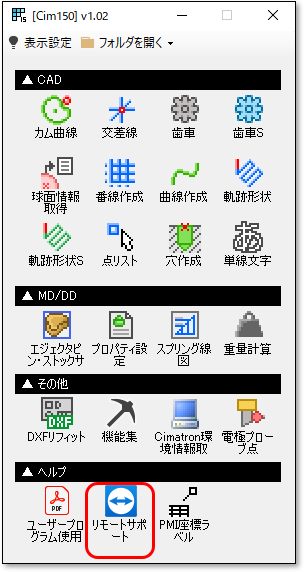 [Cim150] v1.02
表示設定 フォルダを開く
▲ CAD
カム曲線 交差線 歯車 歯車S
球面情報
取得
番線作成 曲線作成 軌跡形状
軌跡形状S 点リスト 穴作成 単線文字
▲ MD/DD
エジェクタピ
ン・ストックサ
プロパティ設
定
スプリング線
図
重量計算
▲ その他
DXFリフィット 機能集
Cimatron環
境情報取
電極プロー
ブ点
▲ ヘルプ
ユーザープロ
グラム使用
リモートサポ
ート
PMI座標ラ
ベル